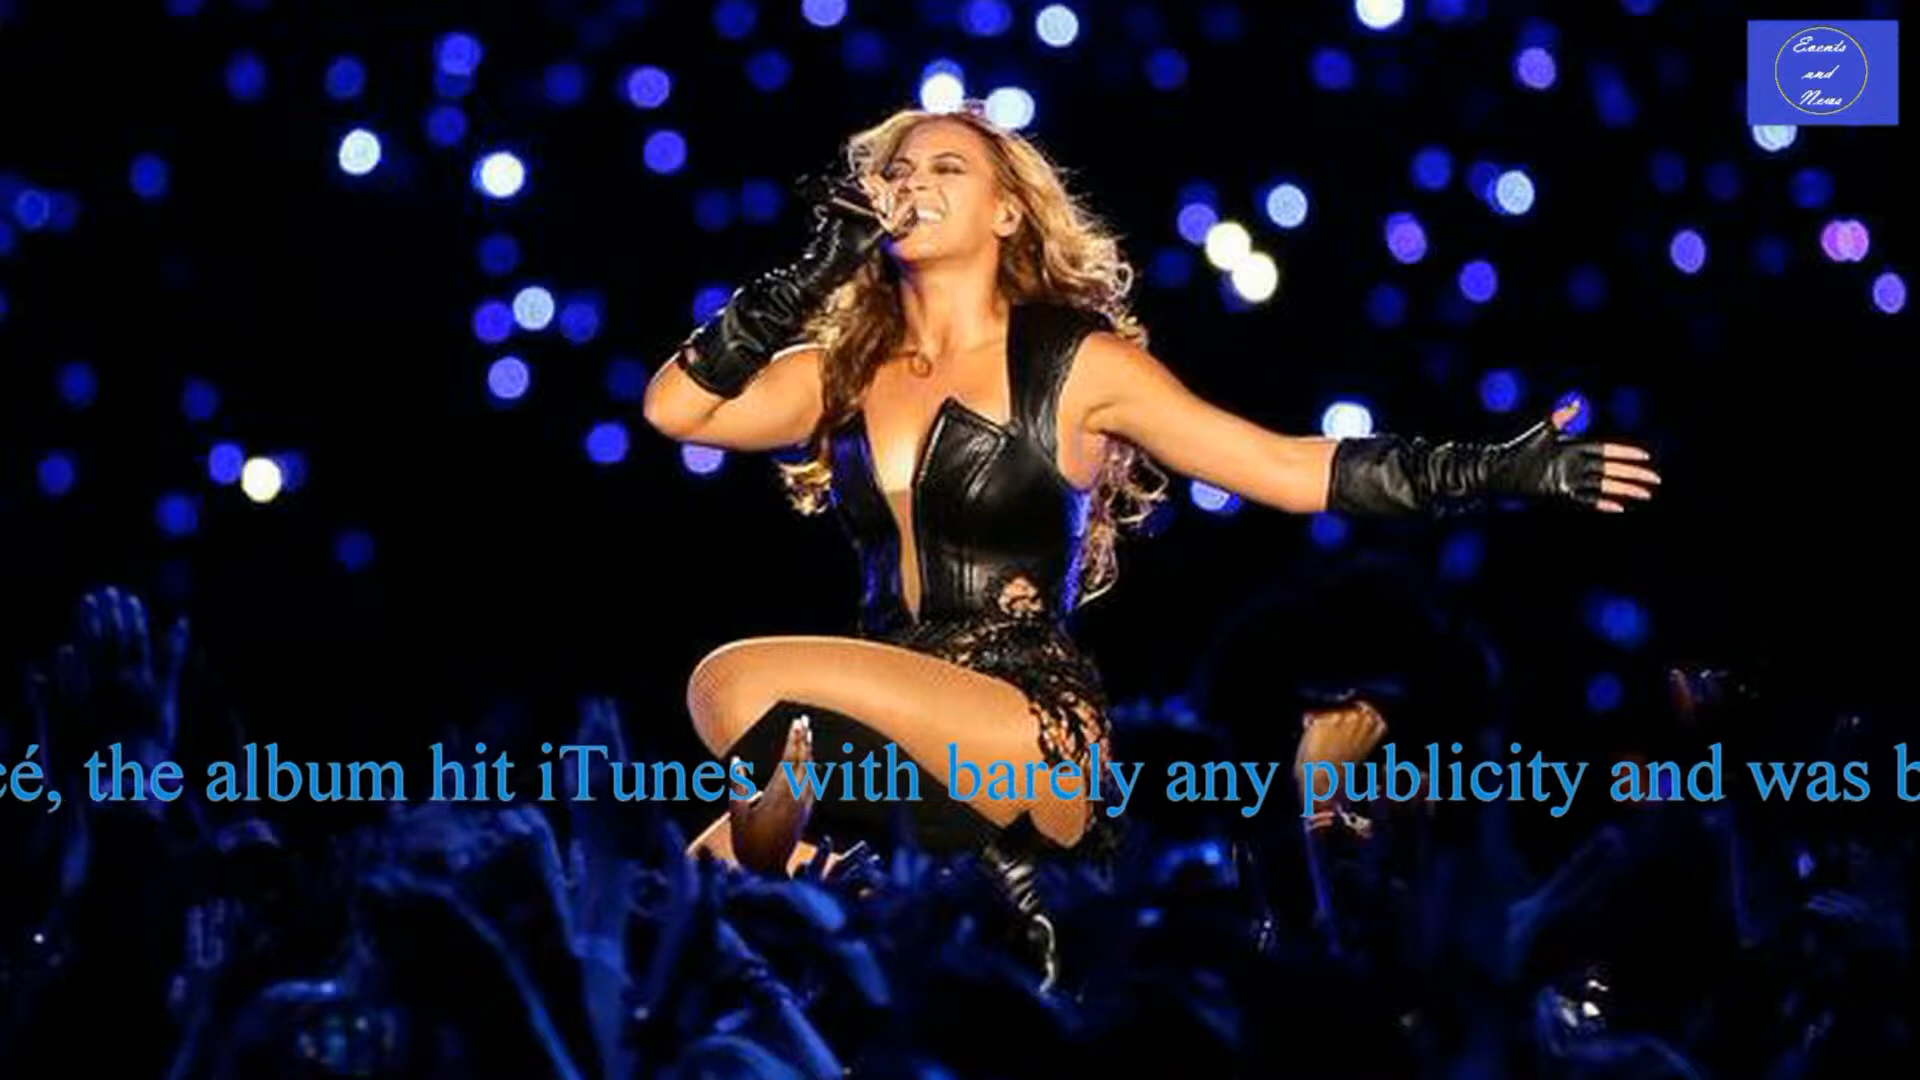 Events
and
News
cé, the album hit iTunes with barely any publicity and was b